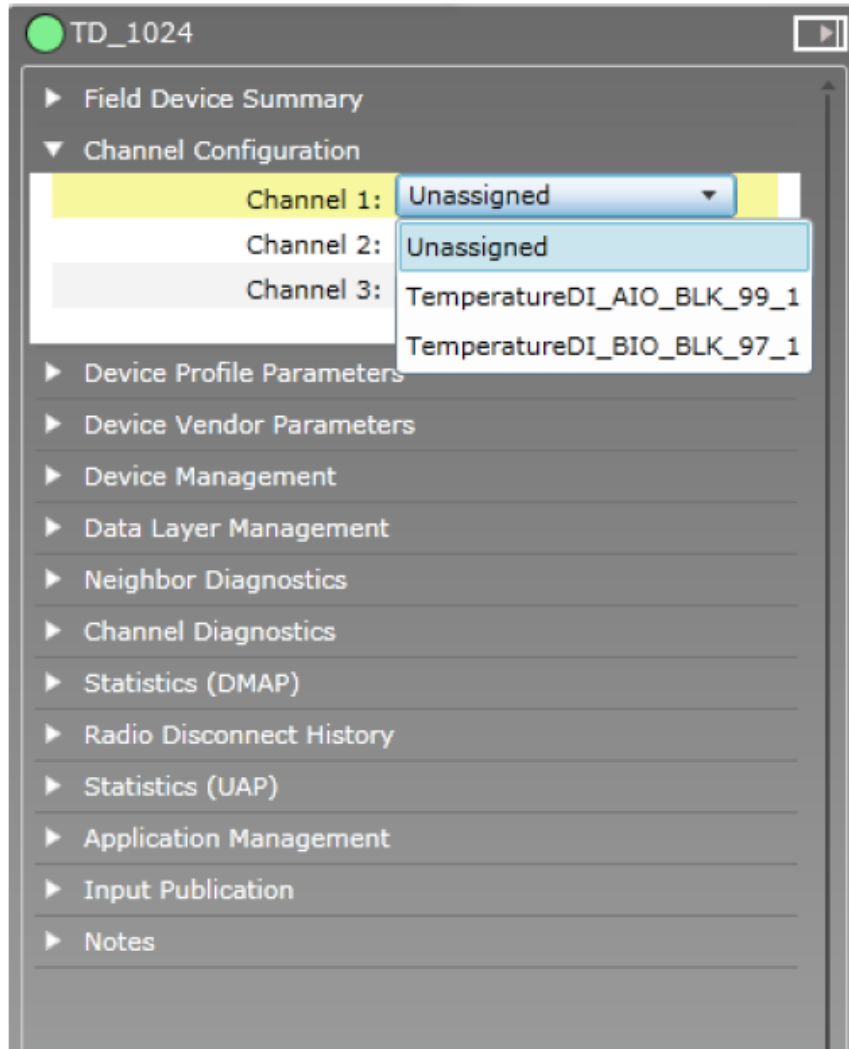 TD_1024
Field Device Summary
Channel Configuration
Channel 1: Unassigned
Channel 2:
Channel 3:
Unassigned
TemperatureDI_AIO_BLK_99_1
TemperatureDI_BIO_BLK_97_1
Device Profile Parameters
Device Vendor Parameters
Device Management
Data Layer Management
Neighbor Diagnostics
Channel Diagnostics
Statistics (DMAP)
Radio Disconnect History
Statistics (UAP)
Application Management
Input Publication
Notes